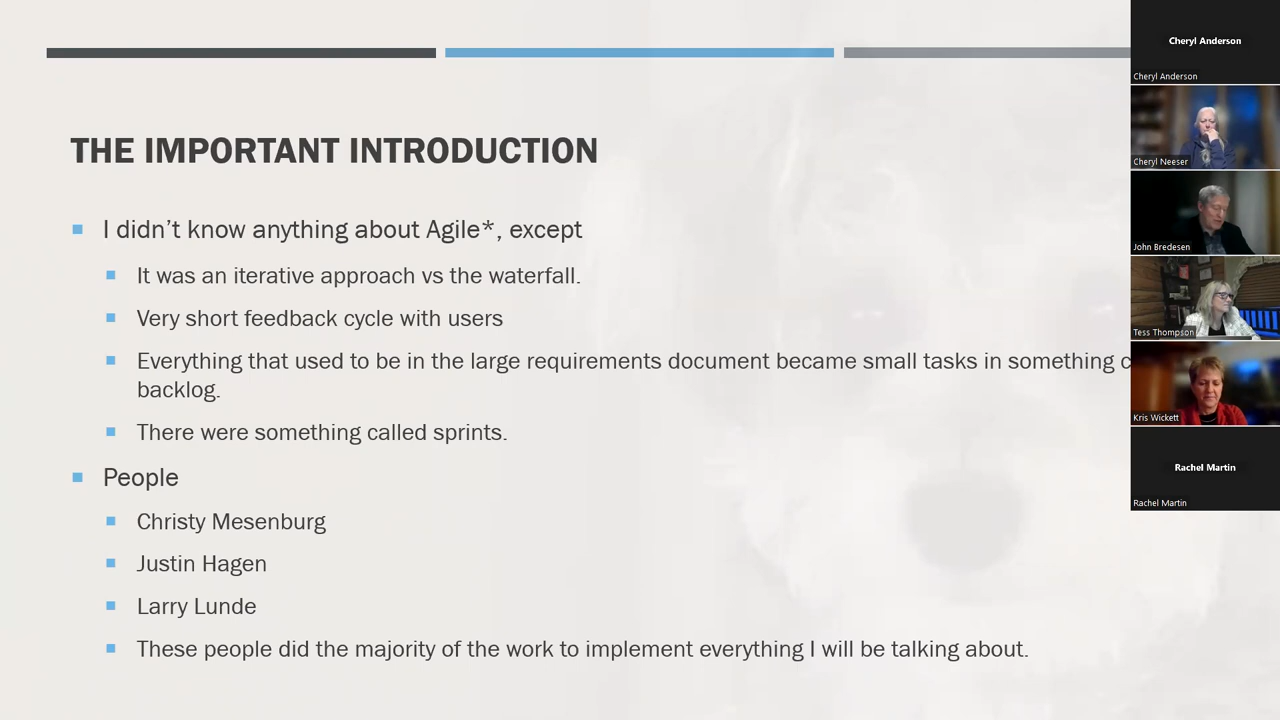 THE IMPORTANT INTRODUCTION
I didn’t know anything about Agile*, except
It was an iterative approach vs the waterfall.
Very short feedback cycle with users
Everything that used to be in the large requirements document became small tasks in something
backlog.
There were something called sprints.
People
Christy Mesenburg
Justin Hagen
Larry Lunde
These people did the majority of the work to implement everything I will be talking about.
Cheryl Anderson
Cheryl Anderson
Cheryl Neeser
John Bredesen
Tess Thompson
Kris Wickett
Rachel Martin
Rachel Martin